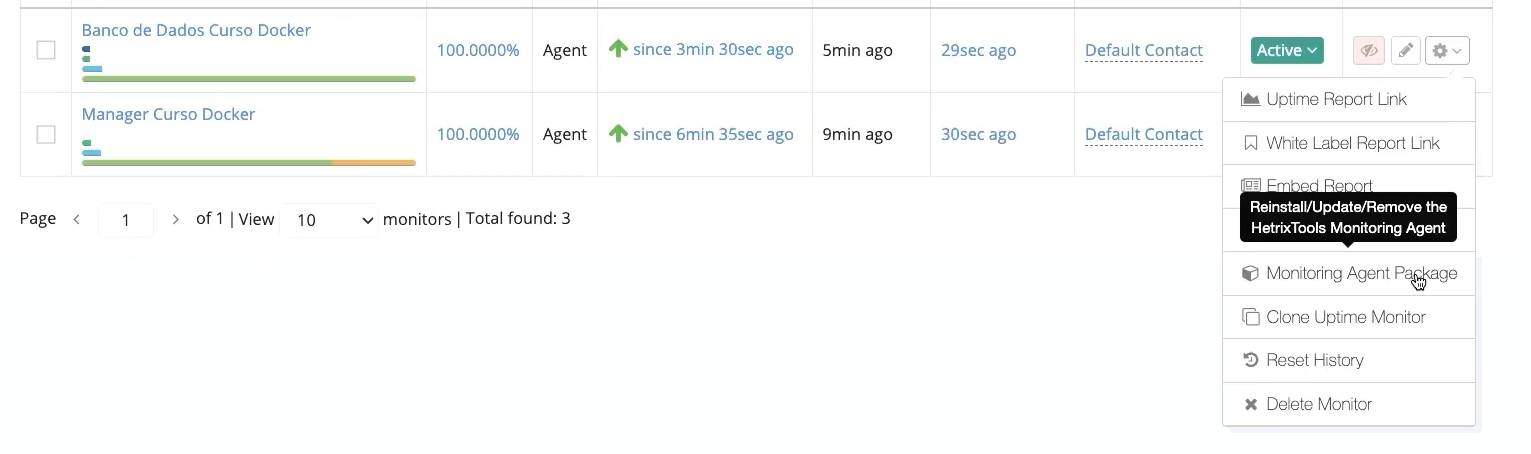 Banco de Dados Curso Docker
100.0000% Agent since 3min 30sec ago 5min ago 29sec ago Default Contact Active
Manager Curso Docker
100.0000% Agent since 6min 35sec ago 9min ago 30sec ago Default Contact
Page 1 of 1 | View 10 monitors | Total found: 3
Uptime Report Link
White Label Report Link
Embed Report
Reinstall/Update/Remove the
HetrixTools Monitoring Agent
Monitoring Agent Package
Clone Uptime Monitor
Reset History
Delete Monitor